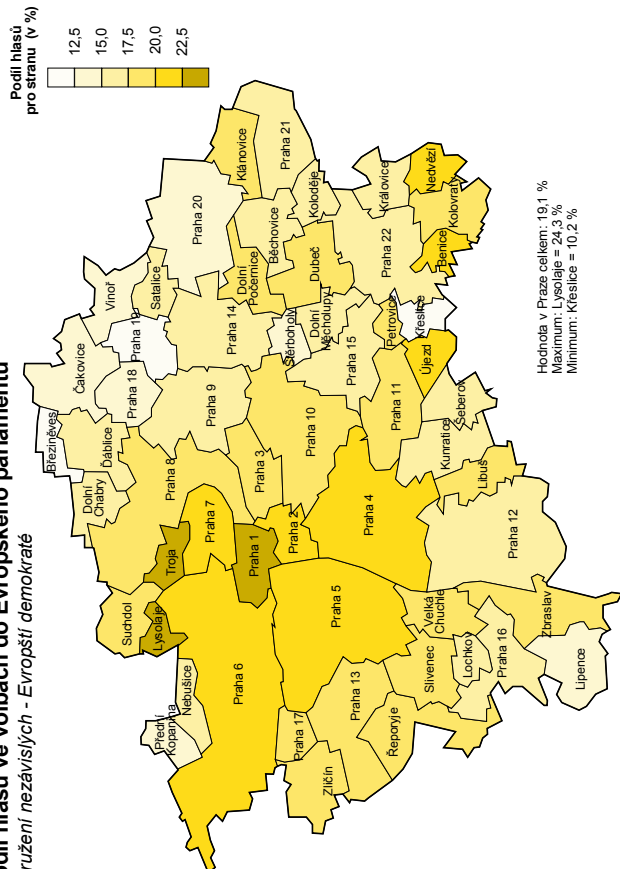 odíl hlasů ve volbách do Evropského parlamentu
ružení nezávislých - Evropští demokraté
Podíl hlasů
pro stranu (v %)
12,5
15,0
17,5
20,0
22,5
Březiněves
Čakovice
Dolní
Chabry
Ďáblice
Praha 18
Praha 19
Vinoř
Satalice
Praha 20
Klánovice
Praha 21
Koloděje
Běchovice
Dolní
Počernice
Dubeč
Praha 14
Štěrboholy
Dolní
Měcholupy
Praha 15
Petrovice
Praha 22
Královice
Nedvězí
Kolovraty
Benice
Křeslice
Újezd
Šeberov
Kunratice
Libuš
Praha 11
Praha 10
Praha 9
Praha 8
Praha 3
Praha 2
Praha 7
Praha 1
Troja
Suchdol
Lysolaje
Praha 6
Nebušice
Přední
Kopanina
Praha 5
Praha 4
Praha 12
Praha 17
Zličín
Praha 13
Řeporyje
Slivenec
Velká
Chuchle
Lochkov
Praha 16
Zbraslav
Lipence
Hodnota v Praze celkem: 19,1 %
Maximum: Lysolaje = 24,3 %
Minimum: Křeslice = 10,2 %